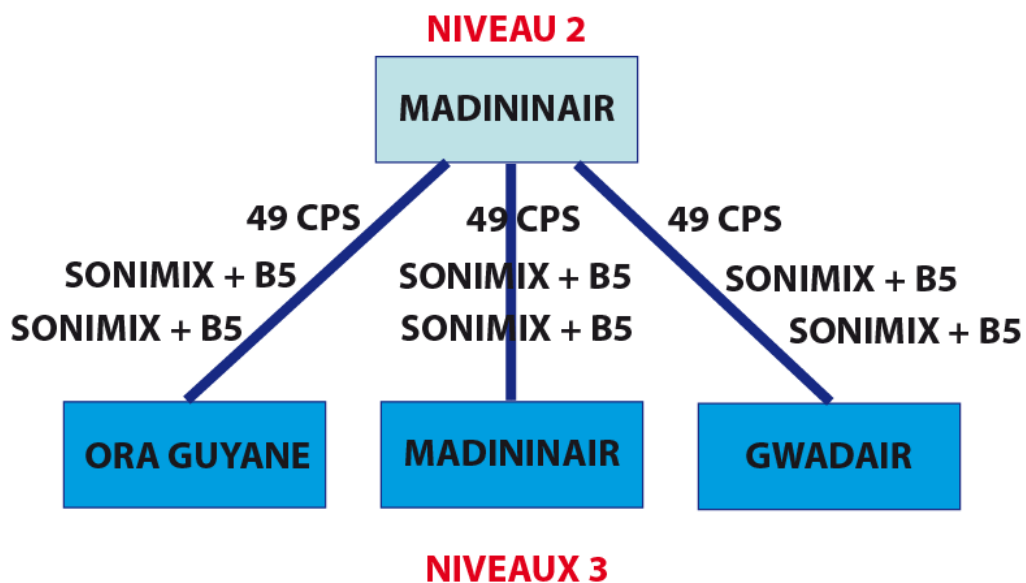 NIVEAU 2
MADININAIR
49 CPS
49 CPS
49 CPS
SONIMIX + B5
SONIMIX + B5
SONIMIX + B5
SONIMIX + B5
SONIMIX + B5
SONIMIX + B5
ORA GUYANE
MADININAIR
GWADAIR
NIVEAUX 3